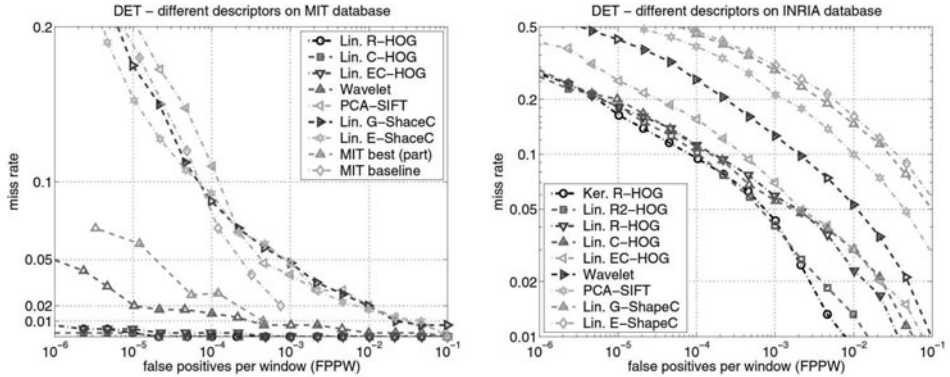 DET − different descriptors on MIT database
0.2
0.1
0.05
0.02
0.01
miss rate
10−6
10−5
10−4
10−3
10−2
10−1
false positives per window (FPPW)
Lin. R−HOG
Lin. C−HOG
Lin. EC−HOG
Wavelet
PCA−SIFT
Lin. G−ShaceC
Lin. E−ShaceC
MIT best (part)
MIT baseline
DET − different descriptors on INRIA database
0.5
0.2
0.1
0.05
0.02
0.01
miss rate
10−6
10−5
10−4
10−3
10−2
10−1
false positives per window (FPPW)
Ker. R−HOG
Lin. R2−HOG
Lin. R−HOG
Lin. C−HOG
Lin. EC−HOG
Wavelet
PCA−SIFT
Lin. G−ShapeC
Lin. E−ShapeC